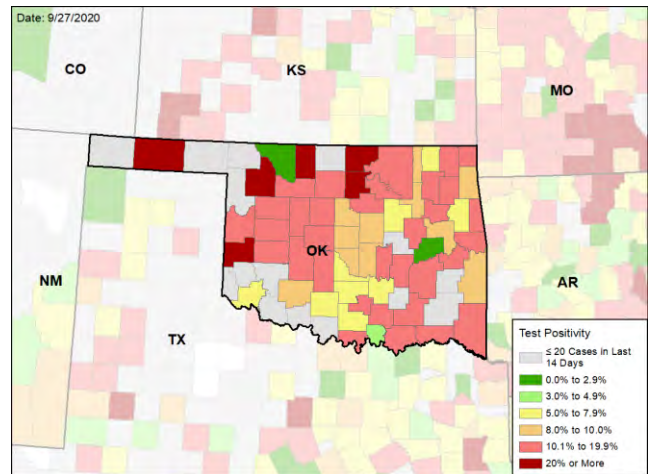 Date: 9/27/2020
CO
KS
MO
OK
NM
AR
TX
Test Positivity
≤ 20 Cases in Last
14 Days
0.0% to 2.9%
3.0% to 4.9%
5.0% to 7.9%
8.0% to 10.0%
10.1% to 19.9%
20% or More